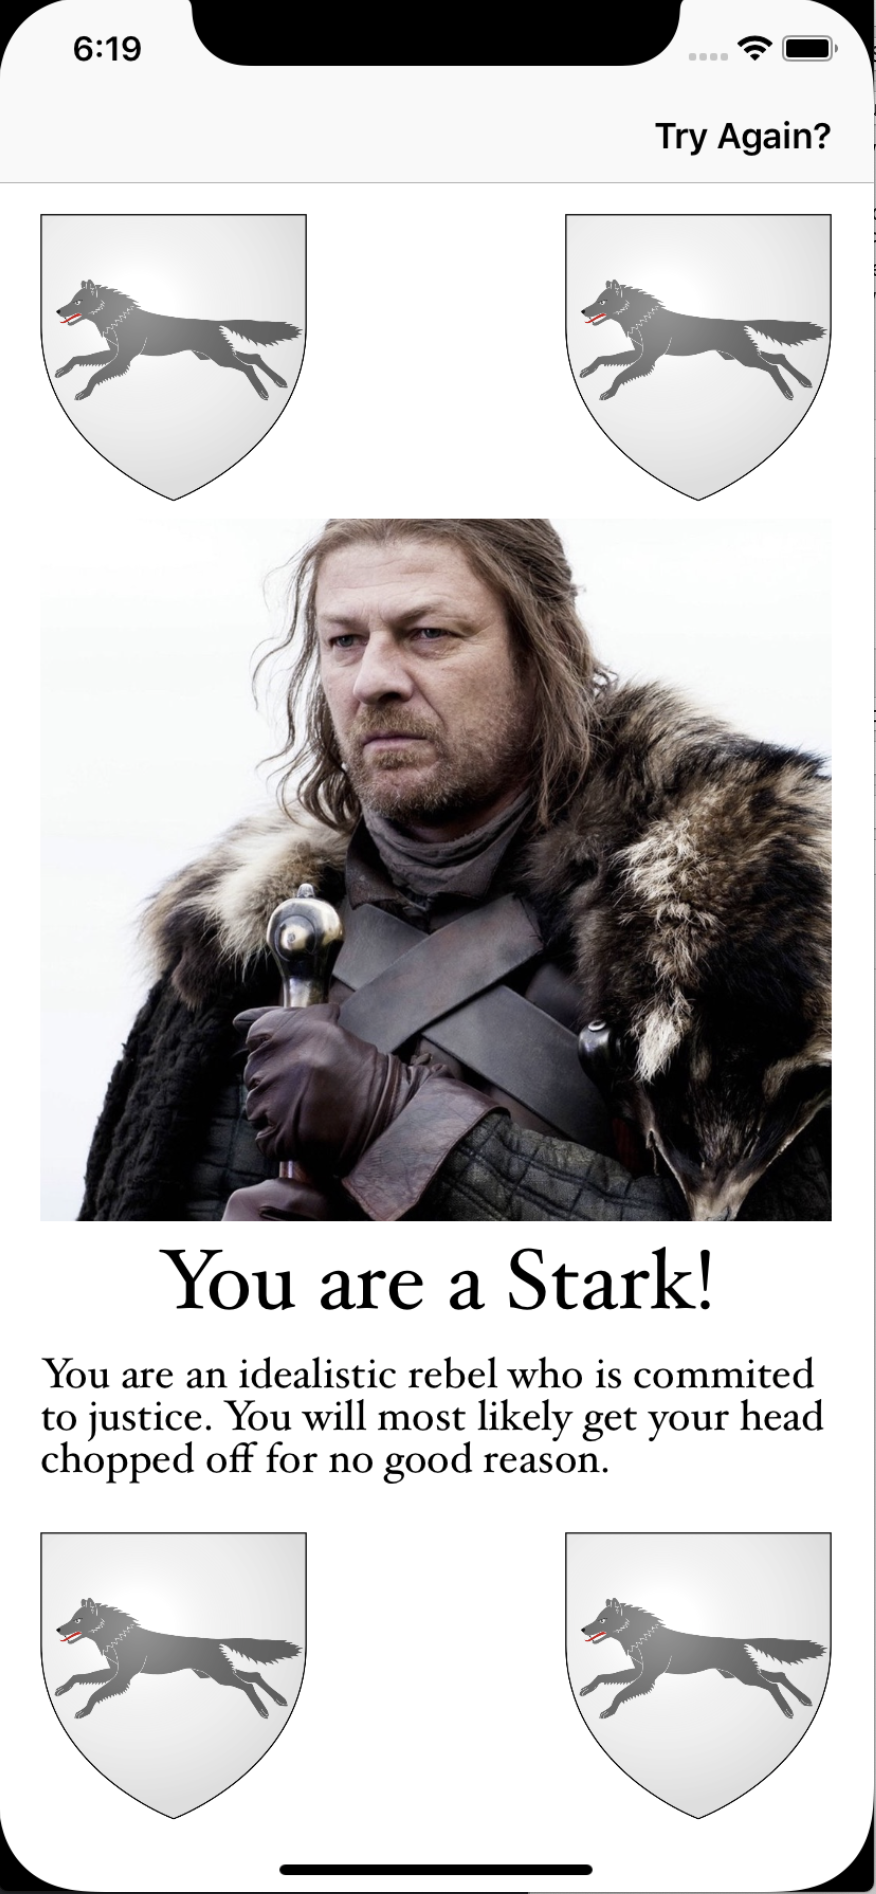 6:19
Try Again?
You are a Stark!
You are an idealistic rebel who is commited
to justice. You will most likely get your head
chopped off for no good reason.